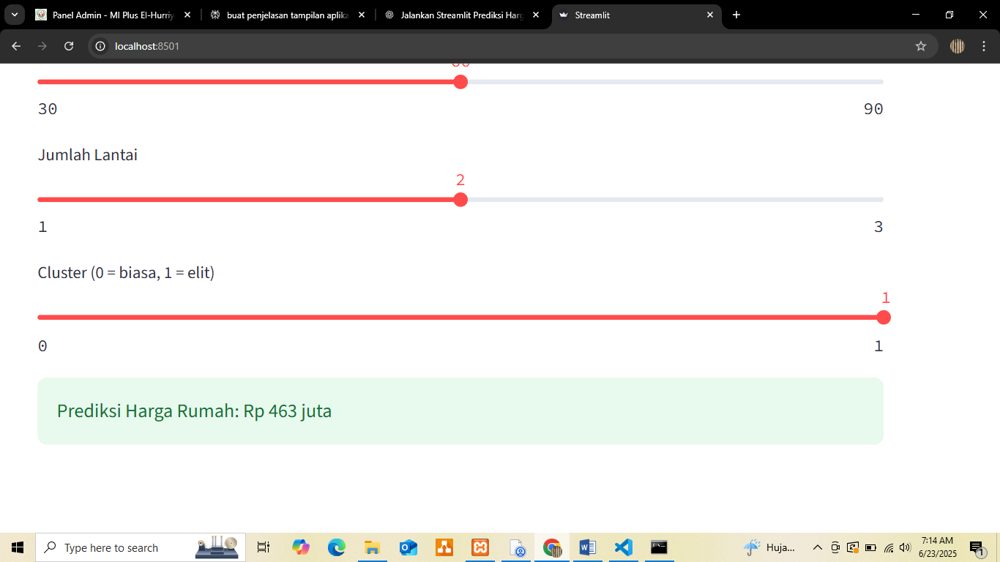 Panel Admin - MI Plus El-Hurriy
buat penjelasan tampilan aplika
Jalankan Streamlit Prediksi Harg
Streamlit
localhost:8501
30
90
Jumlah Lantai
2
1
3
Cluster (0 = biasa, 1 = elit)
1
0
1
Prediksi Harga Rumah: Rp 463 juta
Type here to search
Huja...
7:14 AM
6/23/2025
1